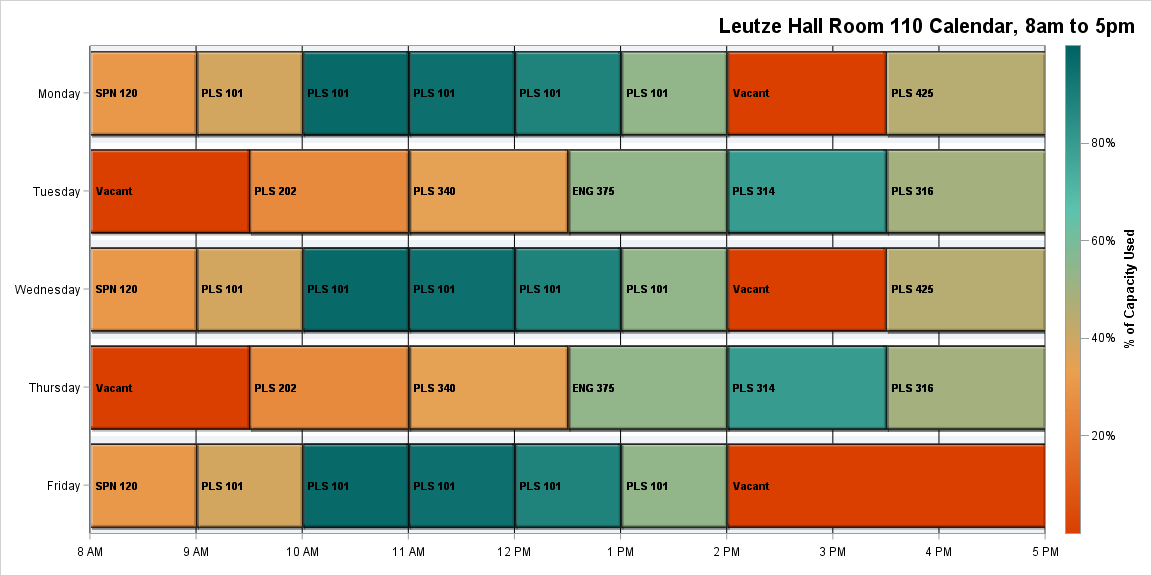 Leutze Hall Room 110 Calendar, 8am to 5pm
Monday SPN 120 PLS 101 PLS 101 PLS 101 PLS 101 PLS 101 Vacant PLS 425
Tuesday Vacant PLS 202 PLS 340 ENG 375 PLS 314 PLS 316
Wednesday SPN 120 PLS 101 PLS 101 PLS 101 PLS 101 PLS 101 Vacant PLS 425
Thursday Vacant PLS 202 PLS 340 ENG 375 PLS 314 PLS 316
Friday SPN 120 PLS 101 PLS 101 PLS 101 PLS 101 PLS 101 Vacant
8 AM 9 AM 10 AM 11 AM 12 PM 1 PM 2 PM 3 PM 4 PM 5 PM
80%
60%
40%
20%
% of Capacity Used